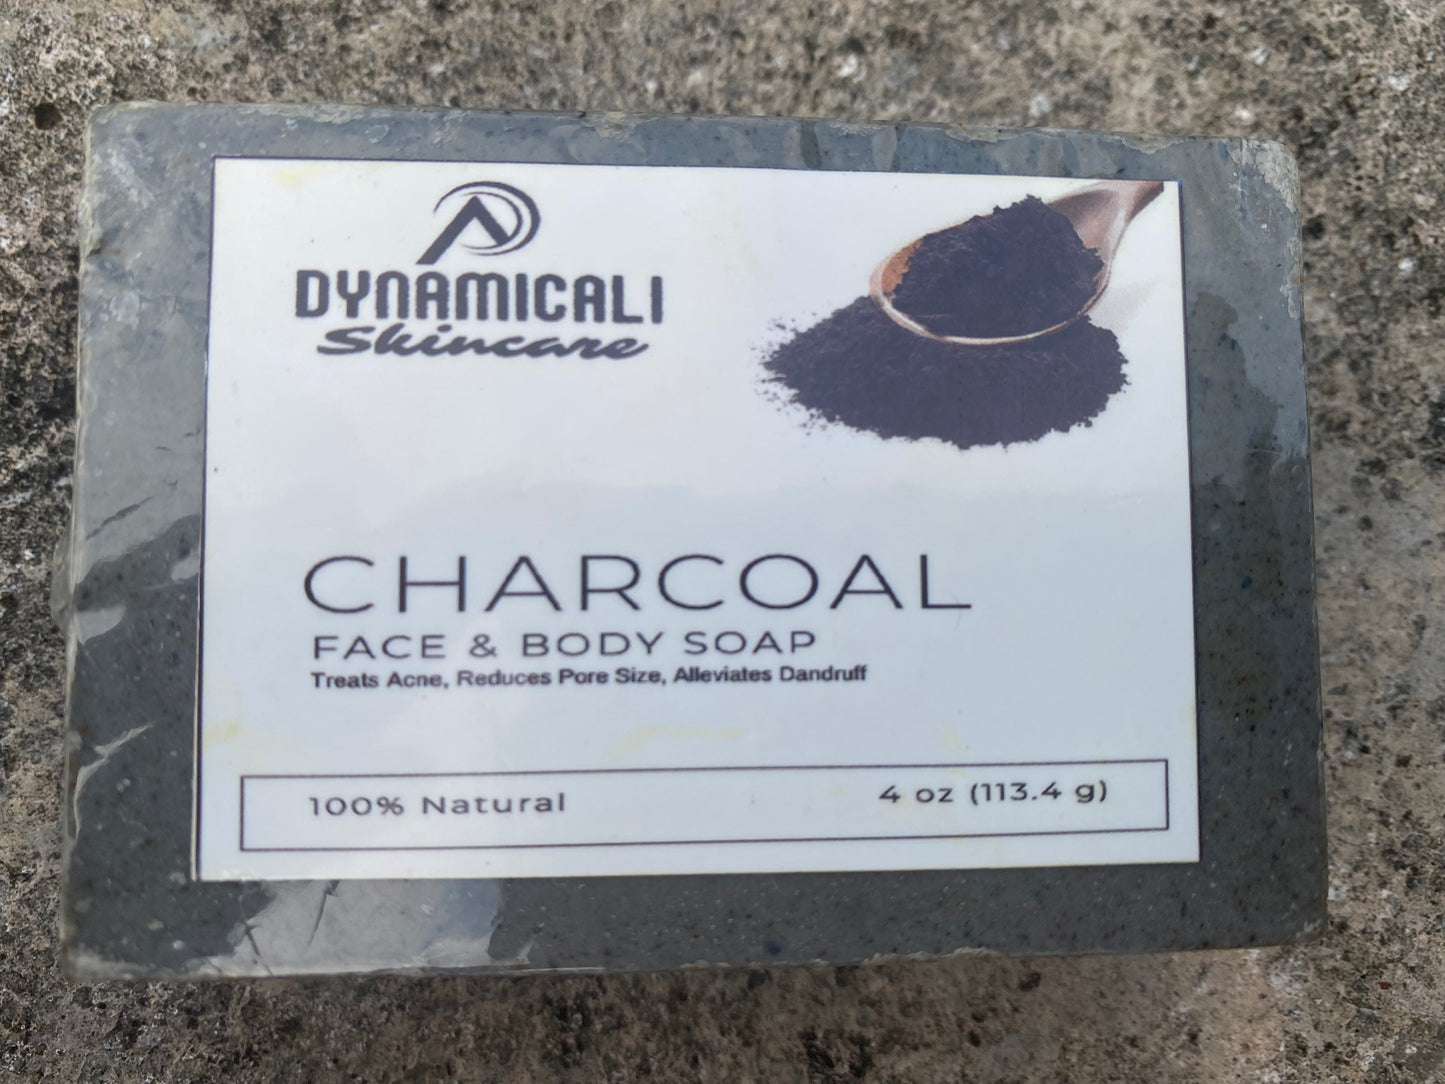 DYNAMICALI
Skincare
CHARCOAL
FACE & BODY SOAP
Treats Acne, Reduces Pore Size, Alleviates Dandruff
100% Natural
4 oz (113.4 g)